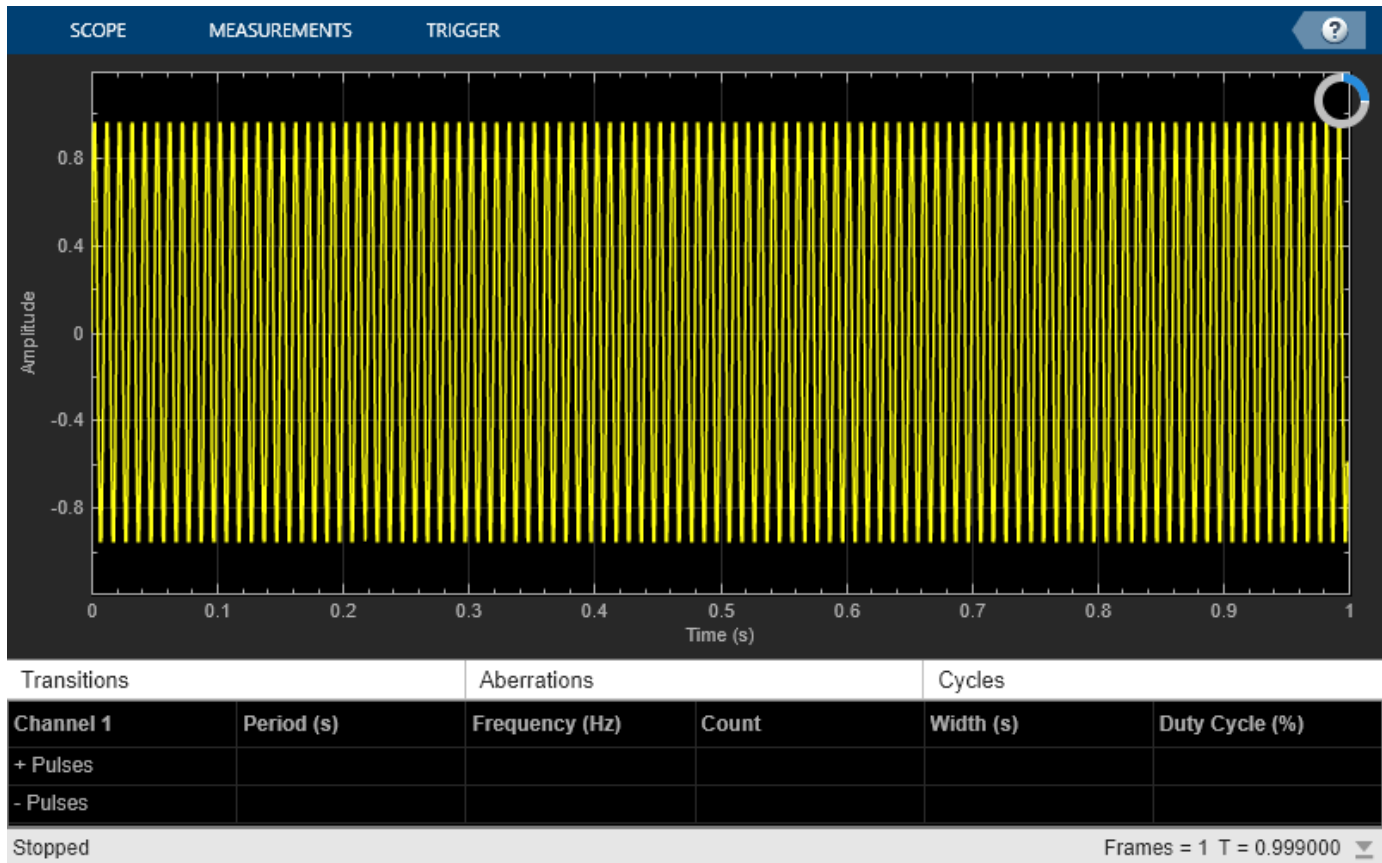 SCOPE MEASUREMENTS TRIGGER ?
0.8
0.4
0
-0.4
-0.8
Amplitude
0 0.1 0.2 0.3 0.4 0.5 0.6 0.7 0.8 0.9 1
Time (s)
Transitions Aberrations Cycles
Channel 1 Period (s) Frequency (Hz) Count Width (s) Duty Cycle (%)
+ Pulses
- Pulses
Stopped Frames = 1 T = 0.999000